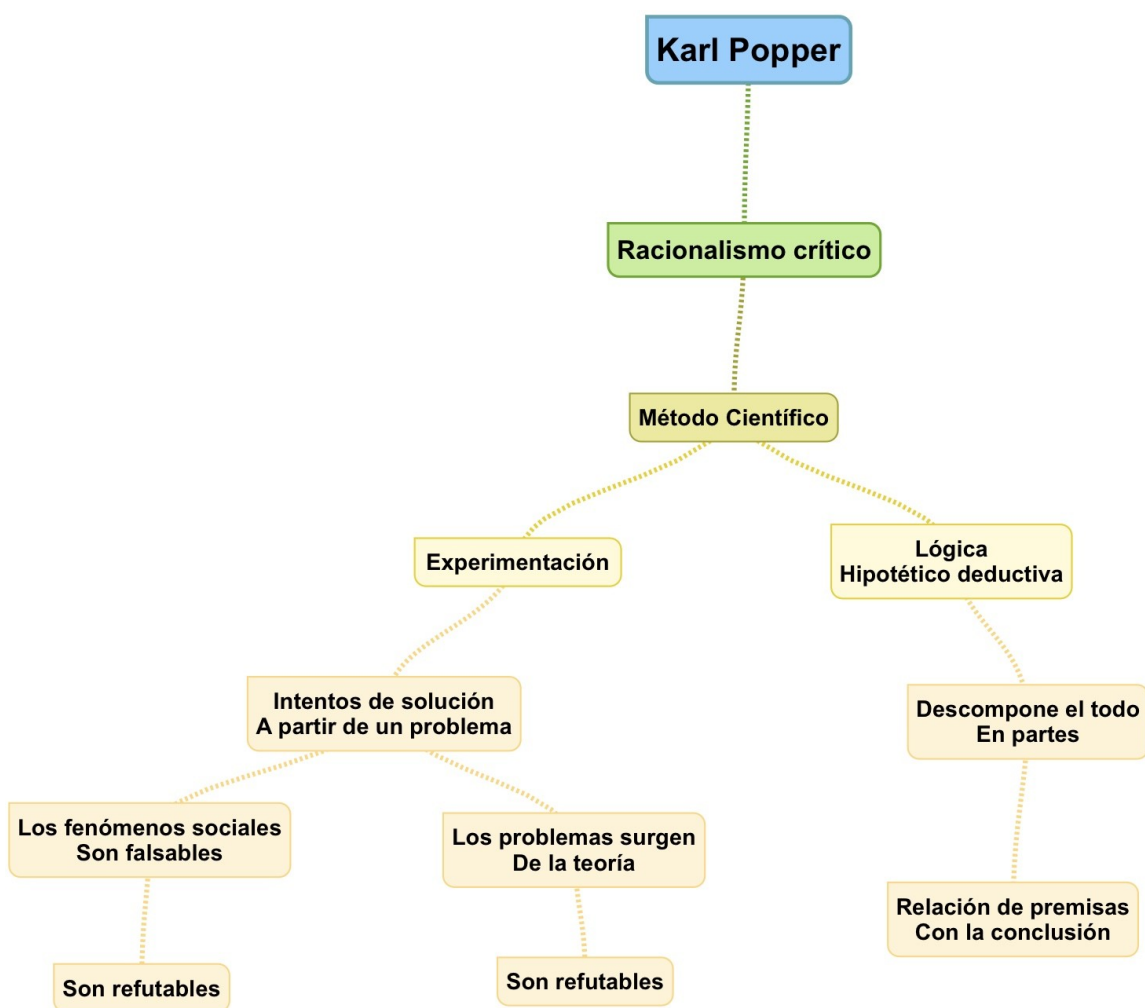 Karl Popper
Racionalismo crítico
Método Científico
Experimentación
Lógica
Hipotético deductiva
Intentos de solución
A partir de un problema
Descompone el todo
En partes
Los fenómenos sociales
Son falsables
Los problemas surgen
De la teoría
Relación de premisas
Con la conclusión
Son refutables
Son refutables